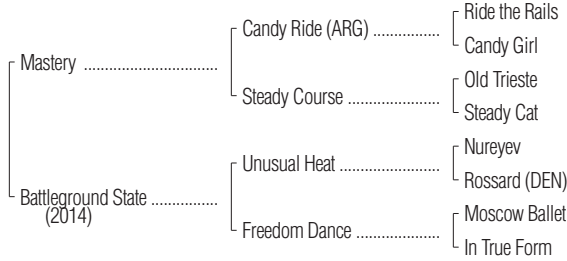 Ride the Rails
Candy Ride (ARG) ................
Candy Girl
Mastery ................................
Old Trieste
Steady Course ......................
Steady Cat
Nureyev
Unusual Heat ........................
Rossard (DEN)
Battleground State ................
(2014)
Moscow Ballet
Freedom Dance ....................
In True Form